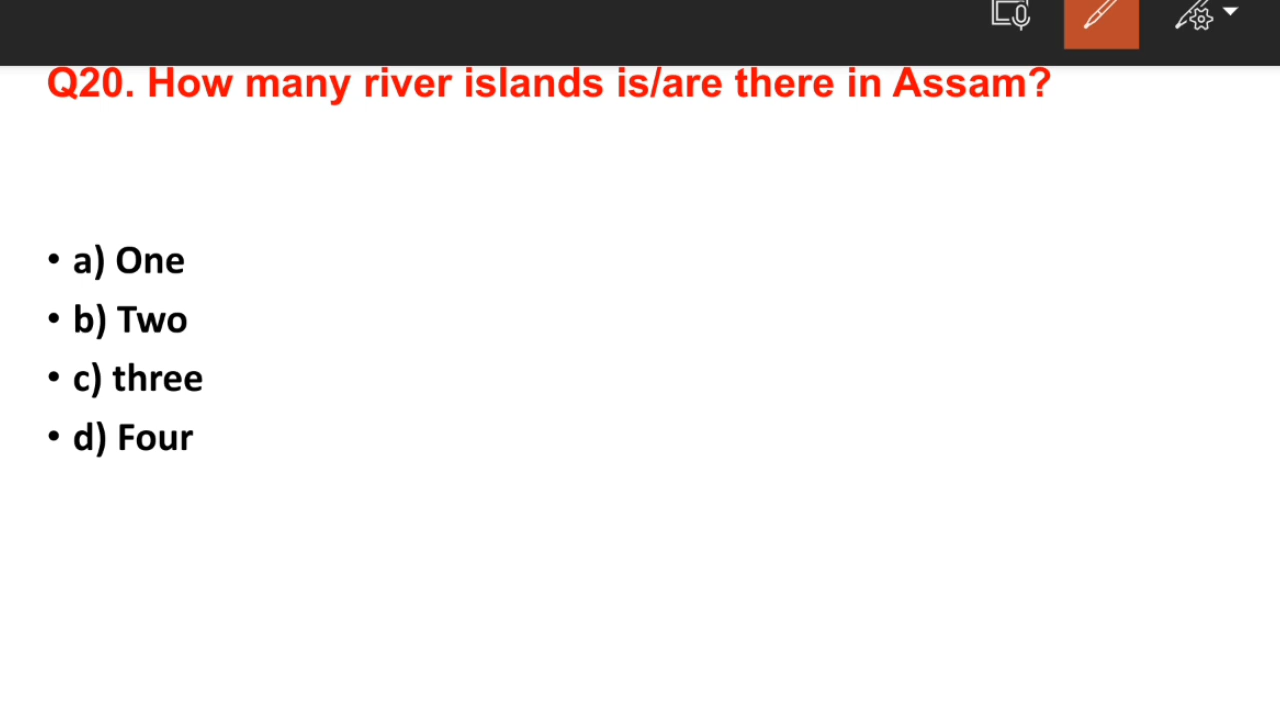 Q20. How many river islands is/are there in Assam?
• a) One
• b) Two
• c) three
• d) Four